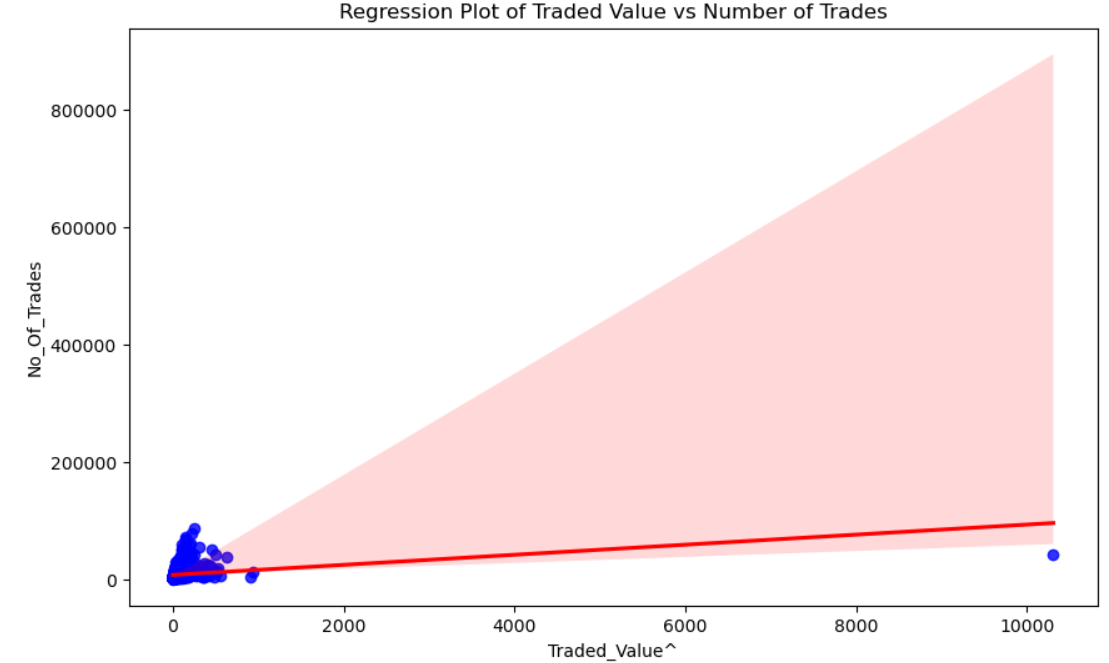 Regression Plot of Traded Value vs Number of Trades
800000
600000
400000
200000
0
No_Of_Trades
0 2000 4000 6000 8000 10000
Traded_Value^